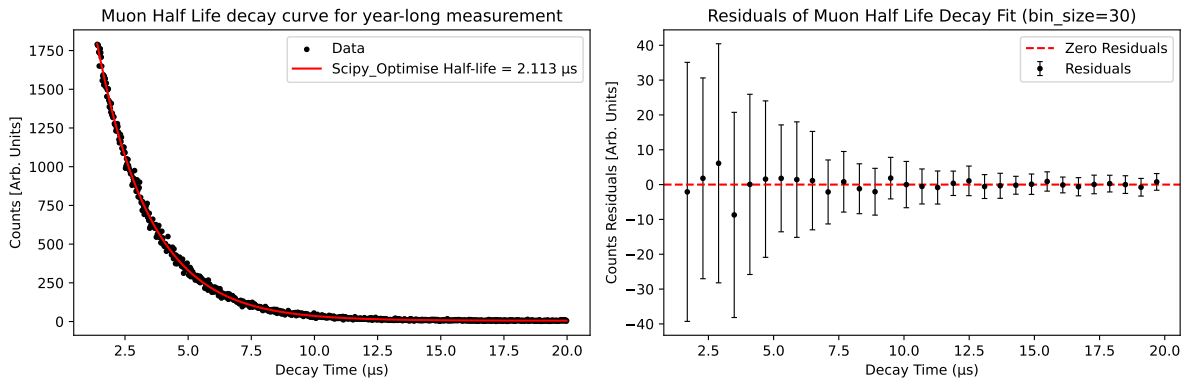 Muon Half Life decay curve for year-long measurement
Data
Scipy_Optimise Half-life = 2.113 µs
Counts [Arb. Units]
1750
1500
1250
1000
750
500
250
0
2.5 5.0 7.5 10.0 12.5 15.0 17.5 20.0
Decay Time (µs)
Residuals of Muon Half Life Decay Fit (bin_size=30)
Zero Residuals
Residuals
Counts Residuals [Arb. Units]
40
30
20
10
0
−10
−20
−30
−40
2.5 5.0 7.5 10.0 12.5 15.0 17.5 20.0
Decay Time (µs)